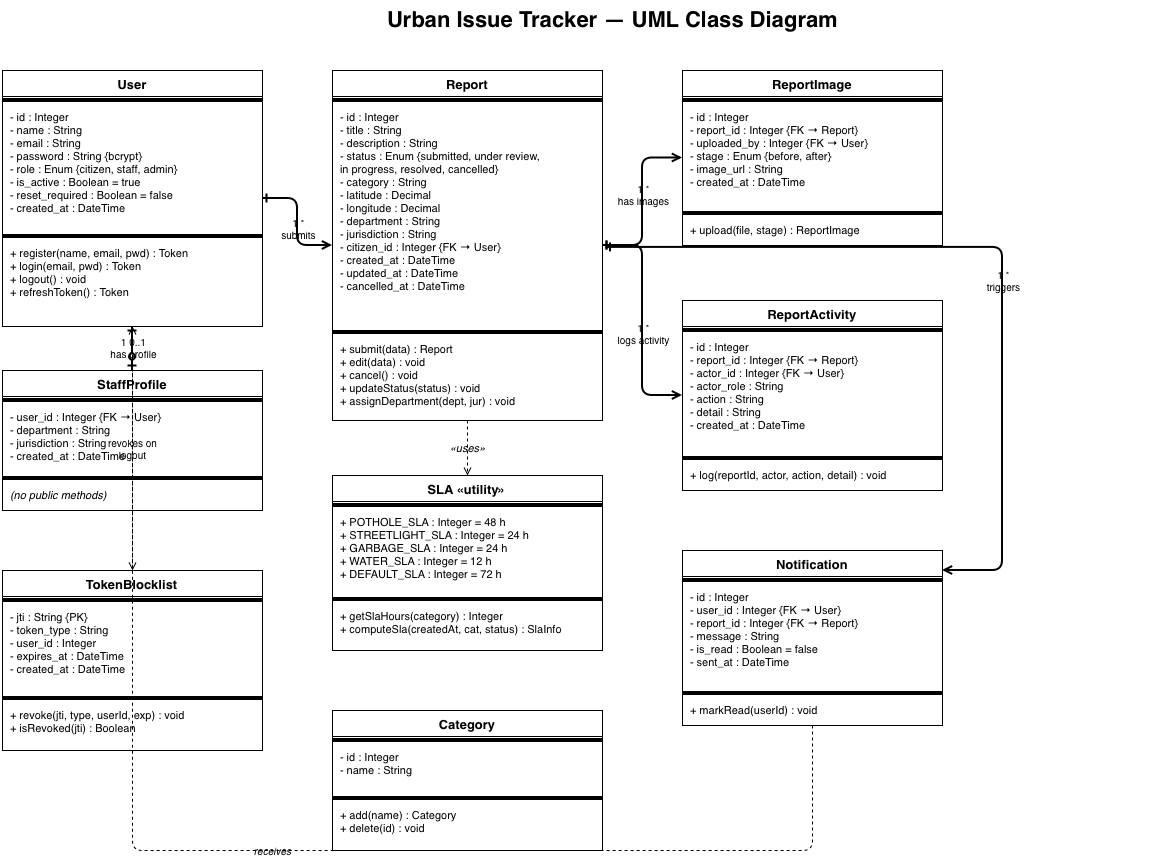 Urban Issue Tracker — UML Class Diagram
User
- id : Integer
- name : String
- email : String
- password : String {bcrypt}
- role : Enum {citizen, staff, admin}
- is_active : Boolean = true
- reset_required : Boolean = false
- created_at : DateTime
+ register(name, email, pwd) : Token
+ login(email, pwd) : Token
+ logout() : void
+ refreshToken() : Token
1 *
submits
Report
- id : Integer
- title : String
- description : String
- status : Enum {submitted, under review,
in progress, resolved, cancelled}
- category : String
- latitude : Decimal
- longitude : Decimal
- department : String
- jurisdiction : String
- citizen_id : Integer {FK → User}
- created_at : DateTime
- updated_at : DateTime
- cancelled_at : DateTime
+ submit(data) : Report
+ edit(data) : void
+ cancel() : void
+ updateStatus(status) : void
+ assignDepartment(dept, jur) : void
1 *
has images
ReportImage
- id : Integer
- report_id : Integer {FK → Report}
- uploaded_by : Integer {FK → User}
- stage : Enum {before, after}
- image_url : String
- created_at : DateTime
+ upload(file, stage) : ReportImage
1 *
triggers
1 *
logs activity
ReportActivity
- id : Integer
- report_id : Integer {FK → Report}
- actor_id : Integer {FK → User}
- actor_role : String
- action : String
- detail : String
- created_at : DateTime
+ log(reportId, actor, action, detail) : void
1 0..1
has profile
StaffProfile
- user_id : Integer {FK → User}
- department : String
- jurisdiction : String
- created_at : DateTime
(no public methods)
revokes on
logout
«uses»
SLA «utility»
+ POTHOLE_SLA : Integer = 48 h
+ STREETLIGHT_SLA : Integer = 24 h
+ GARBAGE_SLA : Integer = 24 h
+ WATER_SLA : Integer = 12 h
+ DEFAULT_SLA : Integer = 72 h
+ getSlaHours(category) : Integer
+ computeSla(createdAt, cat, status) : SlaInfo
Notification
- id : Integer
- user_id : Integer {FK → User}
- report_id : Integer {FK → Report}
- message : String
- is_read : Boolean = false
- sent_at : DateTime
+ markRead(userId) : void
TokenBlocklist
- jti : String {PK}
- token_type : String
- user_id : Integer
- expires_at : DateTime
- created_at : DateTime
+ revoke(jti, type, userId, exp) : void
+ isRevoked(jti) : Boolean
Category
- id : Integer
- name : String
+ add(name) : Category
+ delete(id) : void
receives